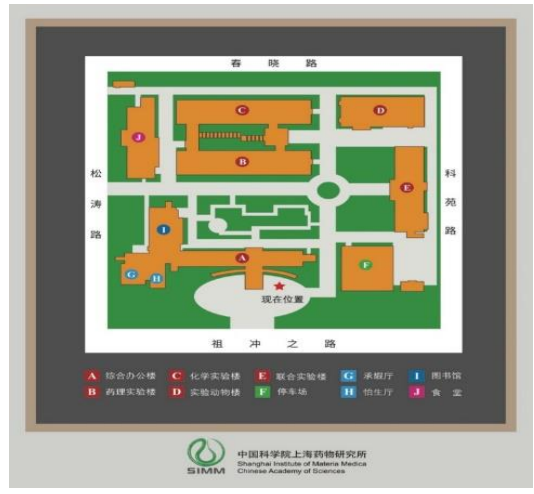 春 晓 路
C
D
J
B
松涛路
科苑路
E
I
A
G
H
F
现在位置
祖 冲 之 路
A 综合办公楼 C 化学实验楼 E 联合实验楼 G 承嘏厅 I 图书馆
B 药理实验楼 D 实验动物楼 F 停车场 H 怡生厅 J 食 堂
SIMM
中国科学院上海药物研究所
Shanghai Institute of Materia Medica
Chinese Academy of Sciences